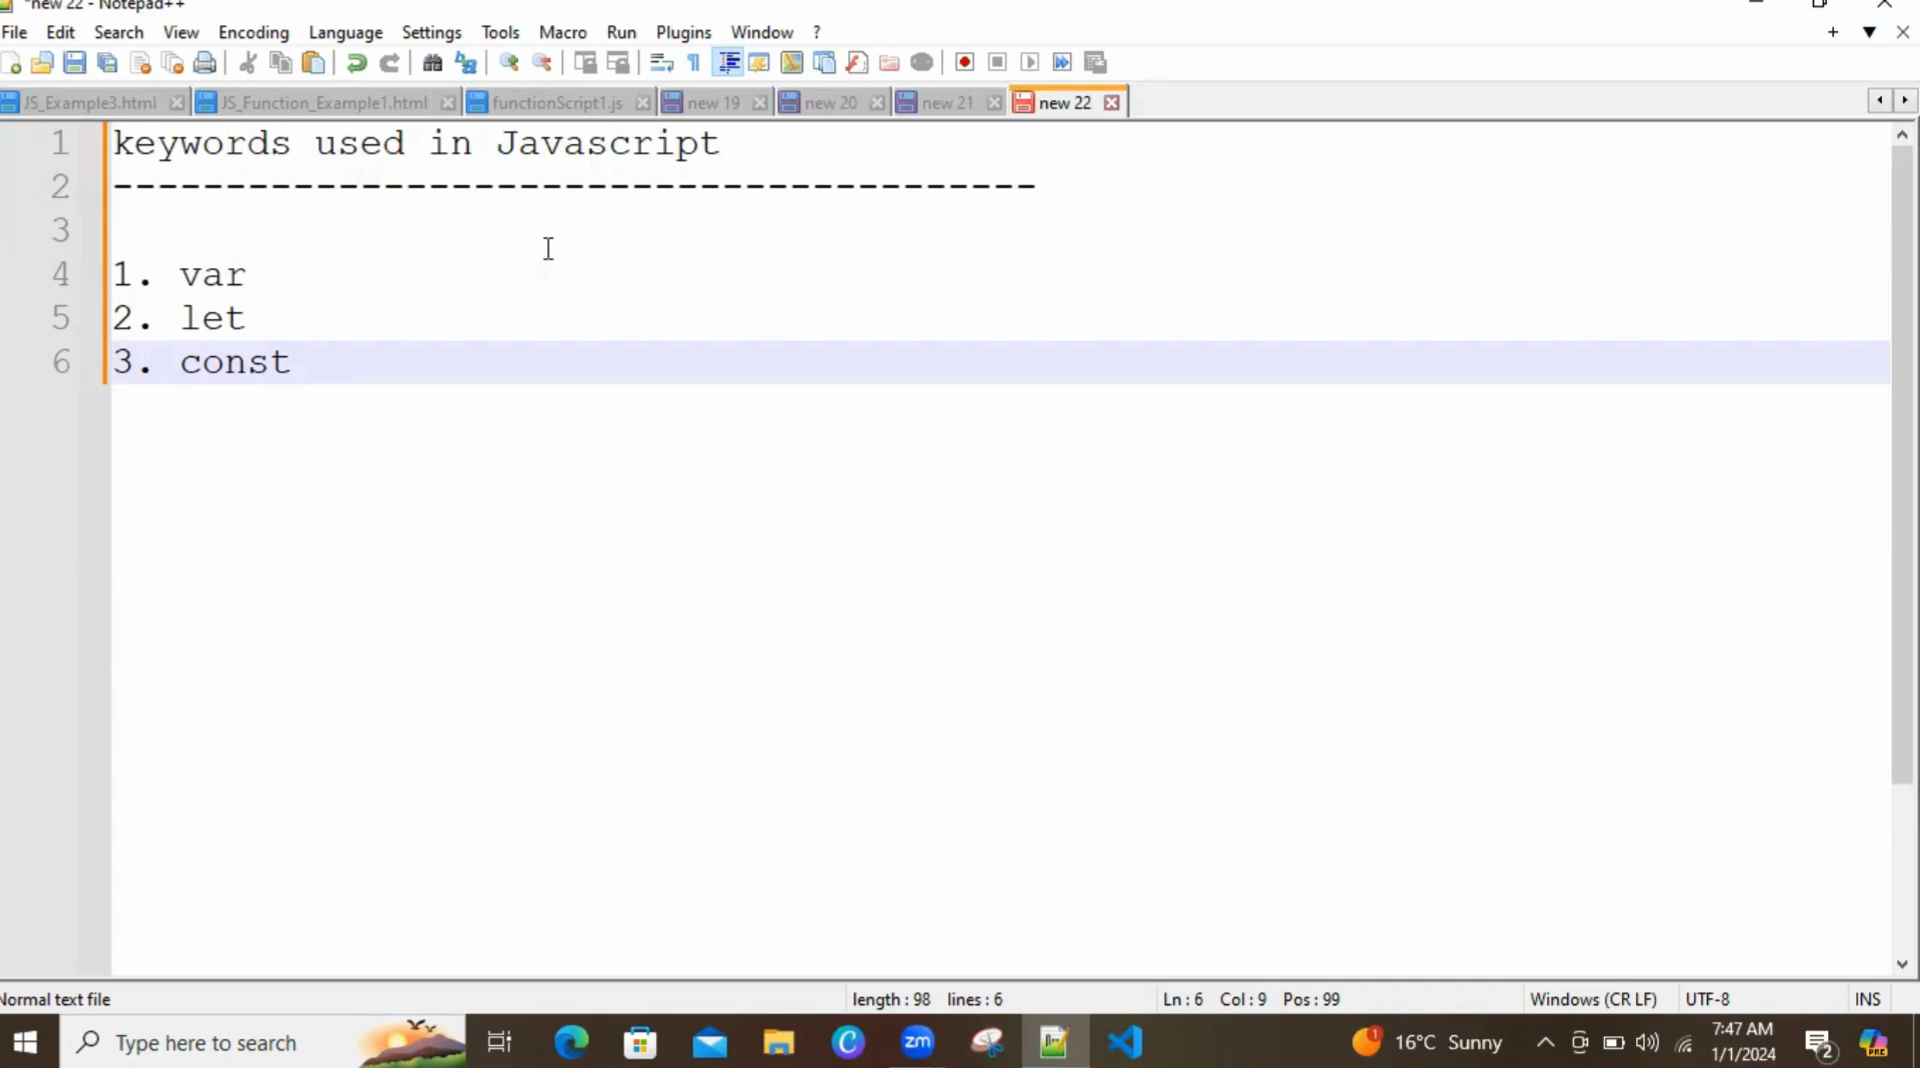 *new 22 - Notepad++
File Edit Search View Encoding Language Settings Tools Macro Run Plugins Window ?
JS_Example3.html JS_Function_Example1.html functionScript1.js new 19 new 20 new 21 new 22
1 keywords used in Javascript
2 -----------------------------------------
3
4 1. var
5 2. let
6 3. const
Normal text file length : 98 lines : 6 Ln : 6 Col : 9 Pos : 99 Windows (CR LF) UTF-8 INS
Type here to search zm 1 16°C Sunny 7:47 AM 2 PRE
1/1/2024